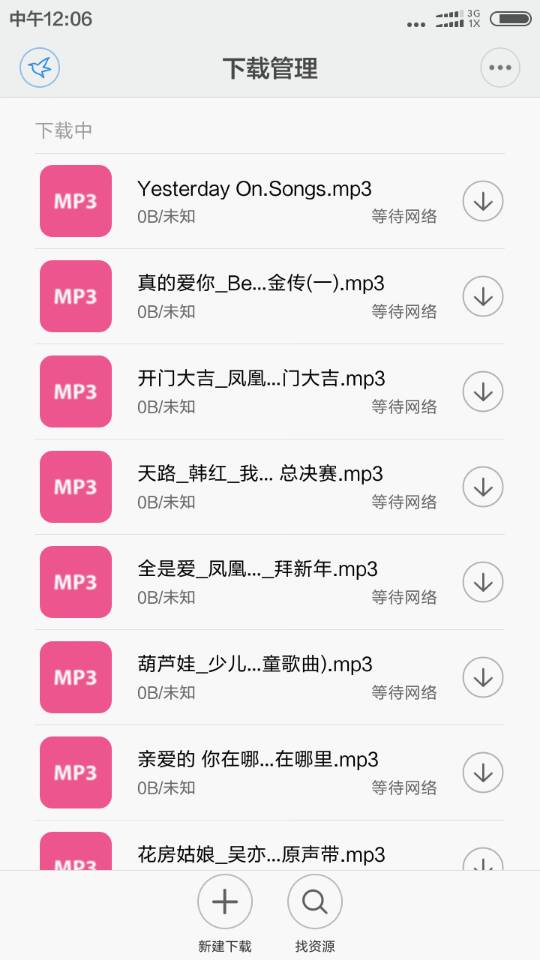 中午12:06
3G
1X
下载管理
下载中
MP3
Yesterday On.Songs.mp3
0B/未知
等待网络
MP3
真的爱你_Be...金传(一).mp3
0B/未知
等待网络
MP3
开门大吉_凤凰...门大吉.mp3
0B/未知
等待网络
MP3
天路_韩红_我... 总决赛.mp3
0B/未知
等待网络
MP3
全是爱_凤凰..._拜新年.mp3
0B/未知
等待网络
MP3
葫芦娃_少儿...童歌曲).mp3
0B/未知
等待网络
MP3
亲爱的 你在哪...在哪里.mp3
0B/未知
等待网络
MP3
花房姑娘_吴亦...原声带.mp3
新建下载
找资源